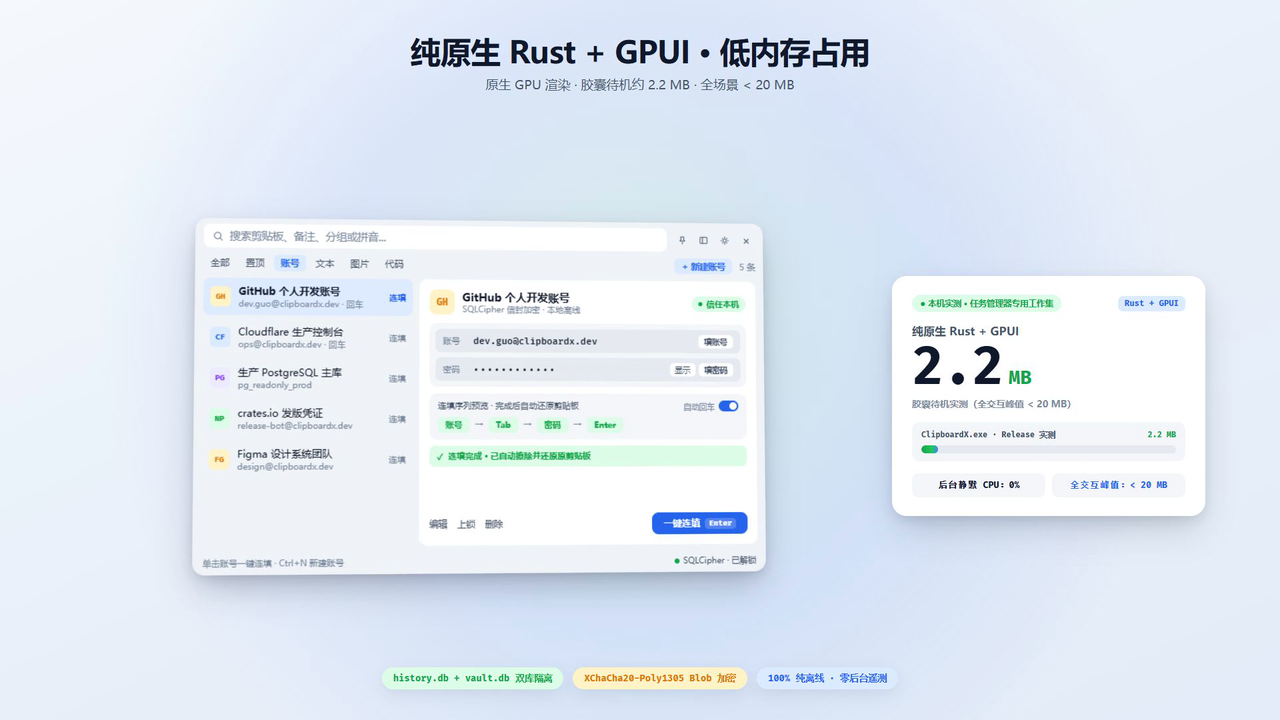 纯原生 Rust + GPUI • 低内存占用
原生 GPU 渲染 · 胶囊待机约 2.2 MB · 全场景 < 20 MB
搜索剪贴板、备注、分组或拼音...
全部 置顶 账号 文本 图片 代码
+ 新建账号 5 条
GH
GitHub 个人开发账号
dev.guo@clipboardx.dev · 回车
连填
CF
Cloudflare 生产控制台
ops@clipboardx.dev · 回车
连填
PG
生产 PostgreSQL 主库
pg_readonly_prod
连填
NP
crates.io 发版凭证
release-bot@clipboardx.dev
连填
FG
Figma 设计系统团队
design@clipboardx.dev
连填
单击账号一键连填 · Ctrl+N 新建账号
GH
GitHub 个人开发账号
SQLCipher 信封加密 · 本地离线
• 信任本机
账号 dev.guo@clipboardx.dev 填账号
密码 •••••••••••• 显示 填密码
连填序列预览 · 完成后自动还原剪贴板 自动回车
账号 → Tab → 密码 → Enter
✓ 连填完成 • 已自动擦除并还原原剪贴板
编辑 上锁 删除
一键连填 Enter
• SQLCipher · 已解锁
• 本机实测 • 任务管理器专用工作集
Rust + GPUI
纯原生 Rust + GPUI
2.2 MB
胶囊待机实测（全交互峰值 < 20 MB）
ClipboardX.exe · Release 实测 2.2 MB
后台静默 CPU: 0%
全交互峰值: < 20 MB
history.db + vault.db 双库隔离
XChaCha20-Poly1305 Blob 加密
100% 纯离线 · 零后台遥测